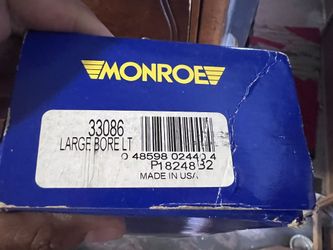 MONROE
33086
LARGE BORE LT
0 48598 02440 4
P1824832
MADE IN USA